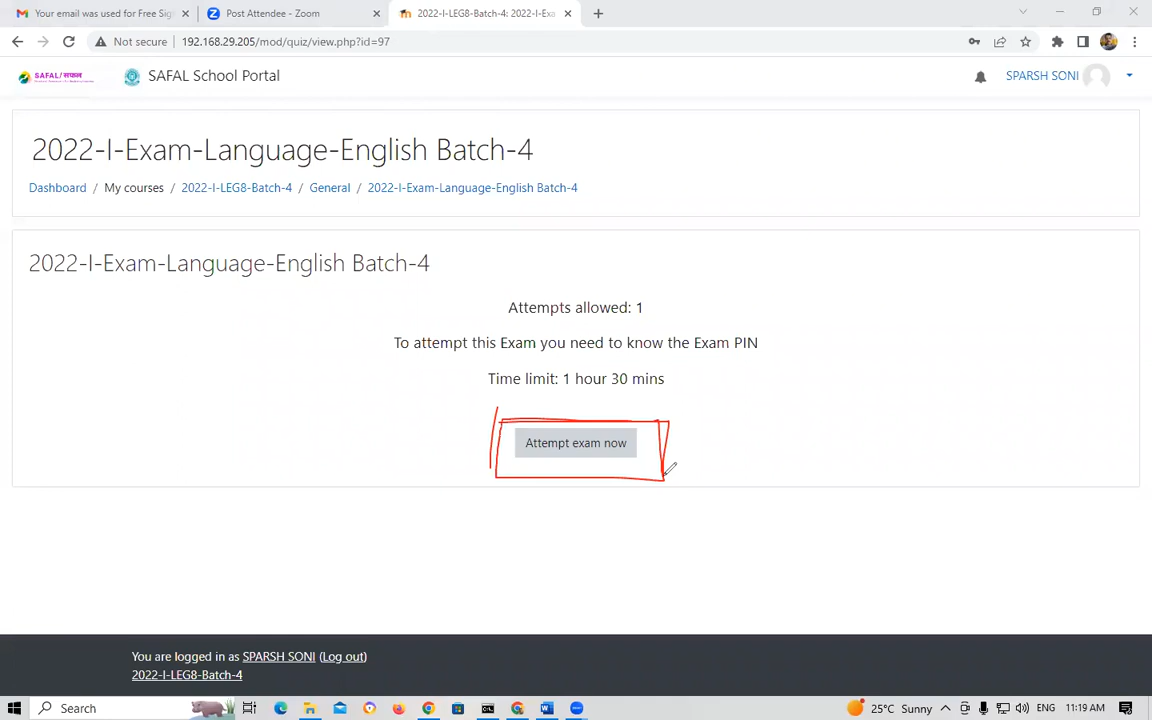 Your email was used for Free Sig
Post Attendee - Zoom
2022-I-LEG8-Batch-4: 2022-I-Exa
Not secure
192.168.29.205/mod/quiz/view.php?id=97
SAFAL/सफल
SAFAL School Portal
SPARSH SONI
2022-I-Exam-Language-English Batch-4
Dashboard / My courses / 2022-I-LEG8-Batch-4 / General / 2022-I-Exam-Language-English Batch-4
2022-I-Exam-Language-English Batch-4
Attempts allowed: 1
To attempt this Exam you need to know the Exam PIN
Time limit: 1 hour 30 mins
Attempt exam now
You are logged in as SPARSH SONI (Log out)
2022-I-LEG8-Batch-4
Search
25°C Sunny
ENG
11:19 AM